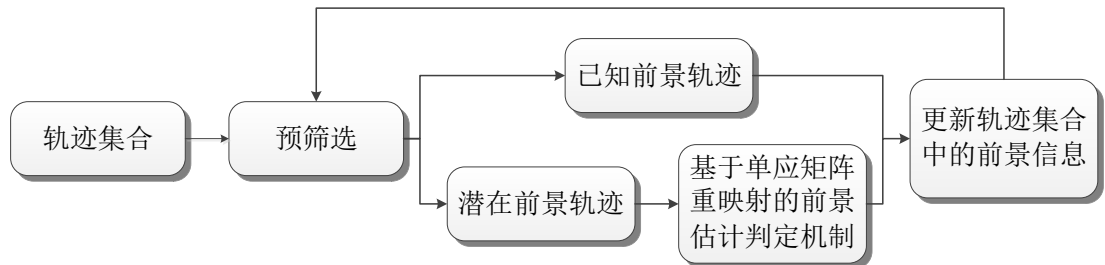 轨迹集合
预筛选
已知前景轨迹
潜在前景轨迹
基于单应矩阵
重映射的前景
估计判定机制
更新轨迹集合
中的前景信息